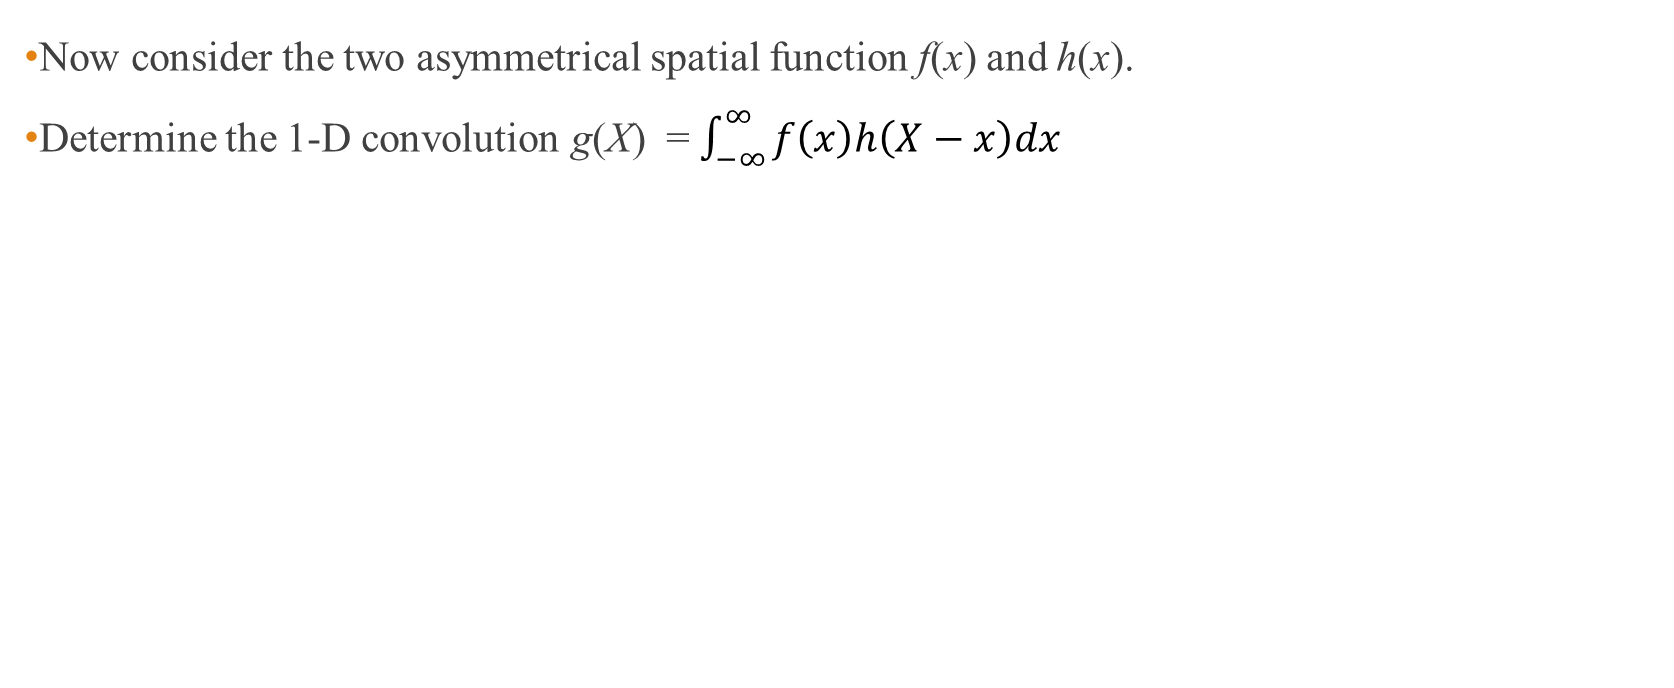 •Now consider the two asymmetrical spatial function f(x) and h(x).
•Determine the 1-D convolution g(X) = ∫_{−∞}^{∞} f(x)h(X − x)dx